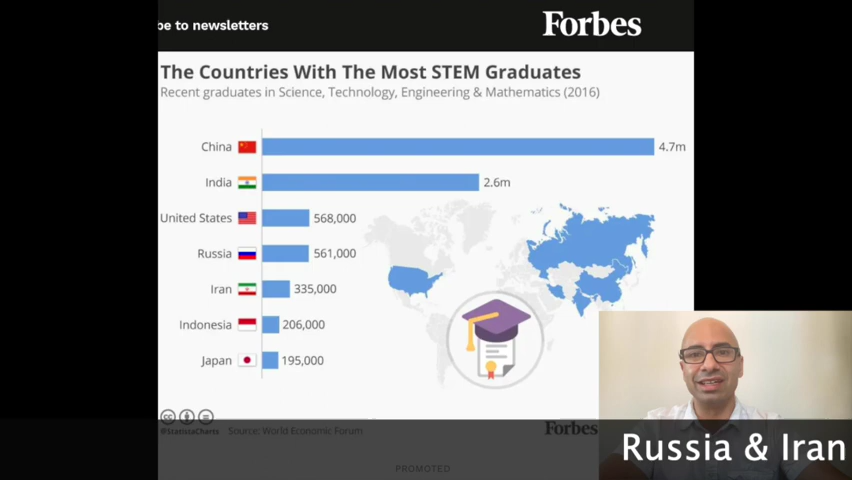 be to newsletters
Forbes
The Countries With The Most STEM Graduates
Recent graduates in Science, Technology, Engineering & Mathematics (2016)
China 4.7m
India 2.6m
United States 568,000
Russia 561,000
Iran 335,000
Indonesia 206,000
Japan 195,000
@StatistaCharts Source: World Economic Forum
Forbes
Russia & Iran
PROMOTED